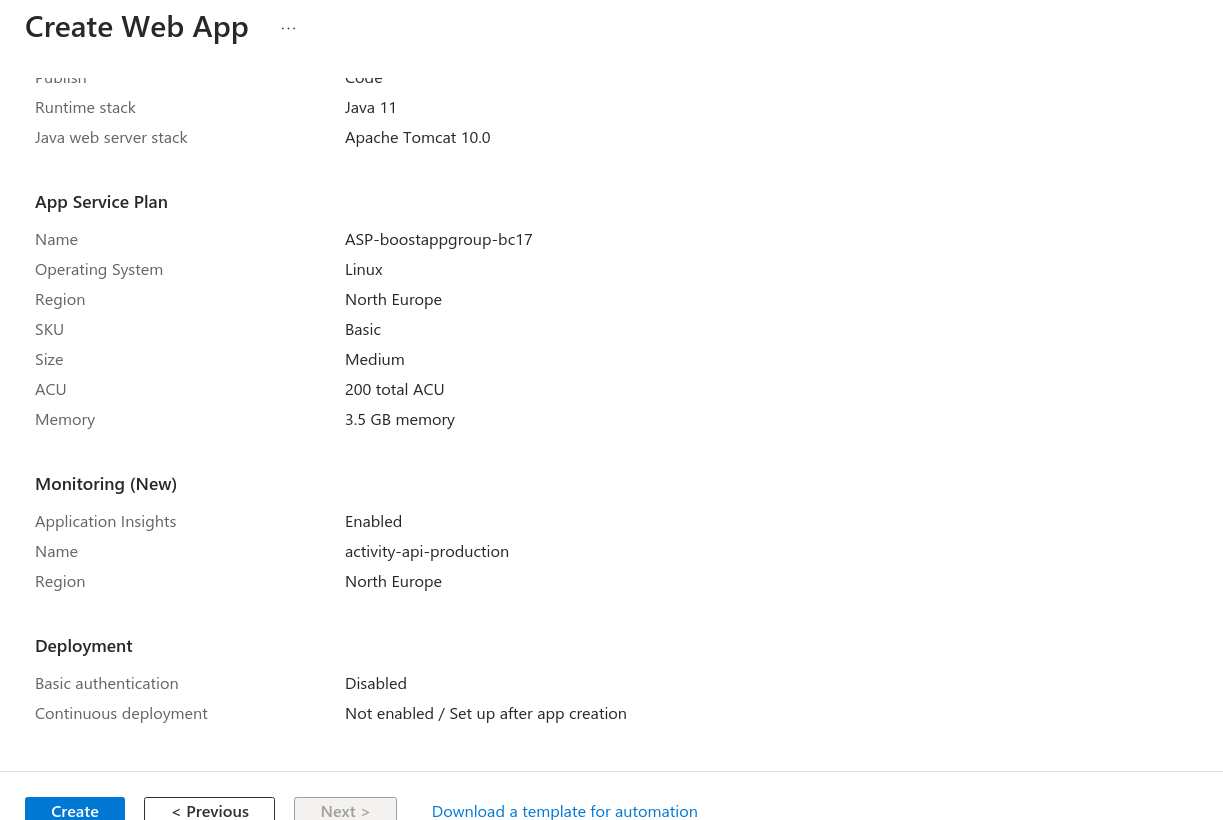 Create Web App ...
Publish Code
Runtime stack Java 11
Java web server stack Apache Tomcat 10.0
App Service Plan
Name ASP-boostappgroup-bc17
Operating System Linux
Region North Europe
SKU Basic
Size Medium
ACU 200 total ACU
Memory 3.5 GB memory
Monitoring (New)
Application Insights Enabled
Name activity-api-production
Region North Europe
Deployment
Basic authentication Disabled
Continuous deployment Not enabled / Set up after app creation
Create < Previous Next > Download a template for automation